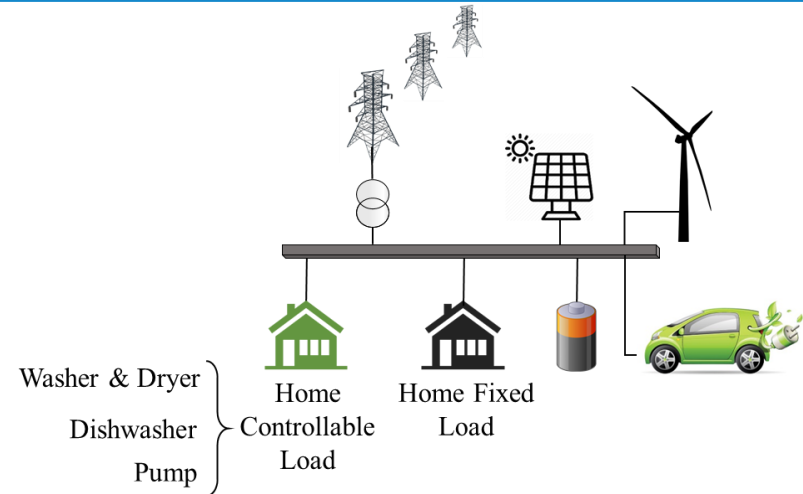 Washer & Dryer
Dishwasher
Pump
Home
Controllable
Load
Home Fixed
Load